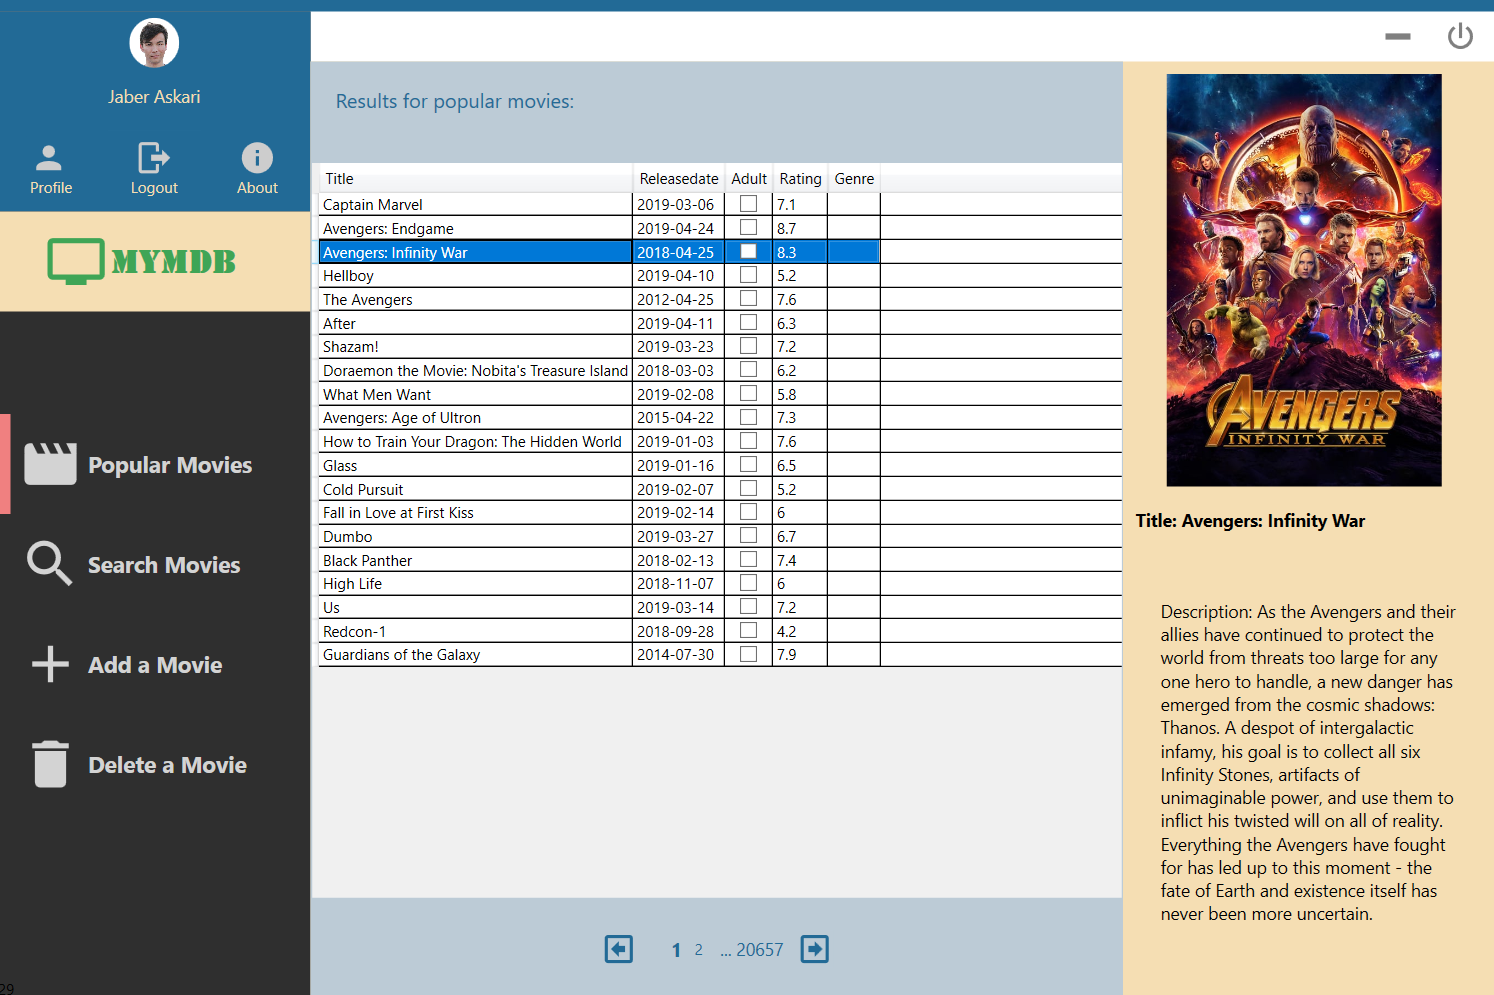 Jaber Askari
Profile Logout About
MYMDB
Popular Movies
Search Movies
Add a Movie
Delete a Movie
29
Results for popular movies:
Title Releasedate Adult Rating Genre
Captain Marvel 2019-03-06 7.1
Avengers: Endgame 2019-04-24 8.7
Avengers: Infinity War 2018-04-25 8.3
Hellboy 2019-04-10 5.2
The Avengers 2012-04-25 7.6
After 2019-04-11 6.3
Shazam! 2019-03-23 7.2
Doraemon the Movie: Nobita's Treasure Island 2018-03-03 6.2
What Men Want 2019-02-08 5.8
Avengers: Age of Ultron 2015-04-22 7.3
How to Train Your Dragon: The Hidden World 2019-01-03 7.6
Glass 2019-01-16 6.5
Cold Pursuit 2019-02-07 5.2
Fall in Love at First Kiss 2019-02-14 6
Dumbo 2019-03-27 6.7
Black Panther 2018-02-13 7.4
High Life 2018-11-07 6
Us 2019-03-14 7.2
Redcon-1 2018-09-28 4.2
Guardians of the Galaxy 2014-07-30 7.9
1 2 ... 20657
AVENGERS
INFINITY WAR
Title: Avengers: Infinity War
Description: As the Avengers and their
allies have continued to protect the
world from threats too large for any
one hero to handle, a new danger has
emerged from the cosmic shadows:
Thanos. A despot of intergalactic
infamy, his goal is to collect all six
Infinity Stones, artifacts of
unimaginable power, and use them to
inflict his twisted will on all of reality.
Everything the Avengers have fought
for has led up to this moment - the
fate of Earth and existence itself has
never been more uncertain.